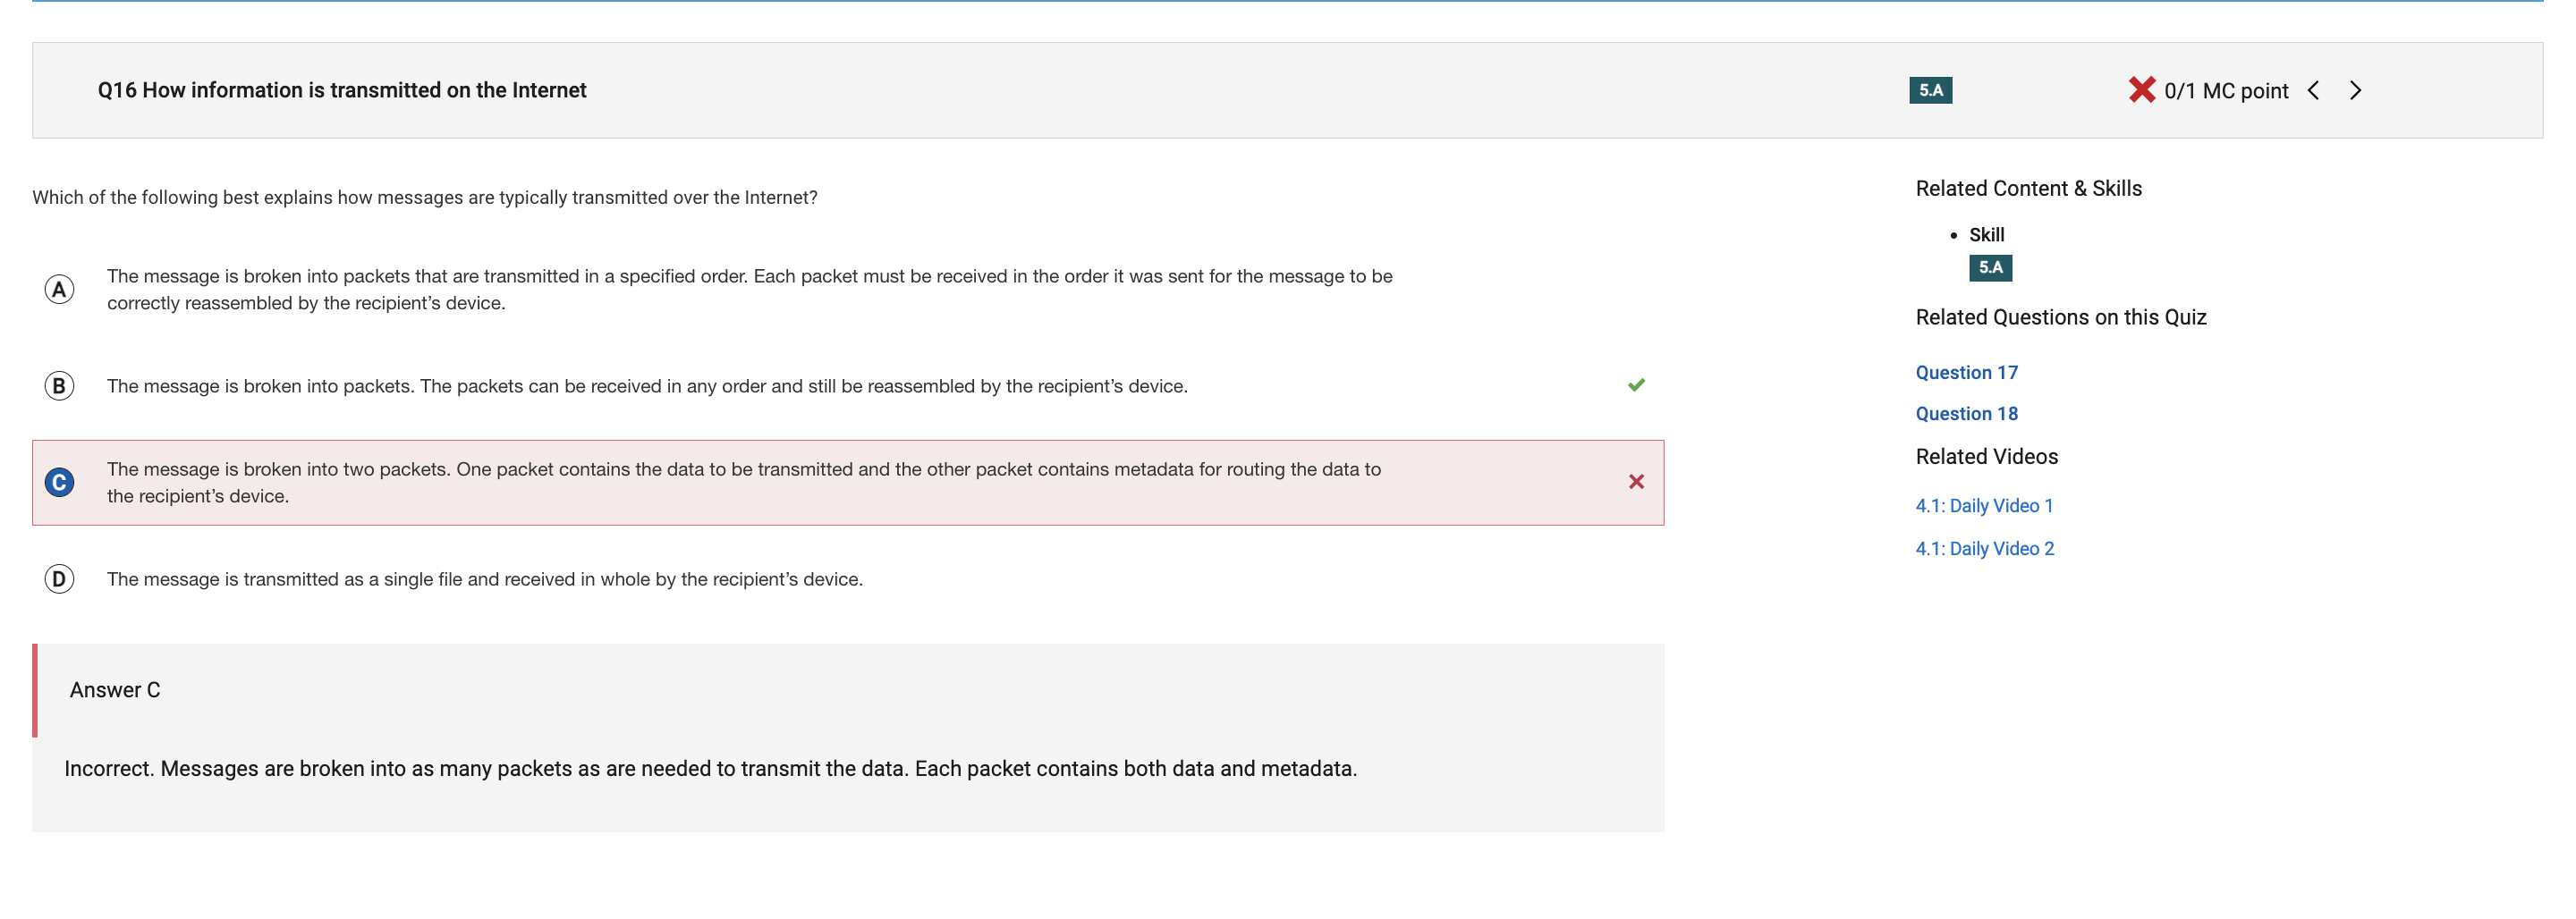 Q16 How information is transmitted on the Internet
5.A
0/1 MC point
Which of the following best explains how messages are typically transmitted over the Internet?
A
The message is broken into packets that are transmitted in a specified order. Each packet must be received in the order it was sent for the message to be
correctly reassembled by the recipient’s device.
B
The message is broken into packets. The packets can be received in any order and still be reassembled by the recipient’s device.
C
The message is broken into two packets. One packet contains the data to be transmitted and the other packet contains metadata for routing the data to
the recipient’s device.
D
The message is transmitted as a single file and received in whole by the recipient’s device.
Answer C
Incorrect. Messages are broken into as many packets as are needed to transmit the data. Each packet contains both data and metadata.
Related Content & Skills
• Skill
5.A
Related Questions on this Quiz
Question 17
Question 18
Related Videos
4.1: Daily Video 1
4.1: Daily Video 2